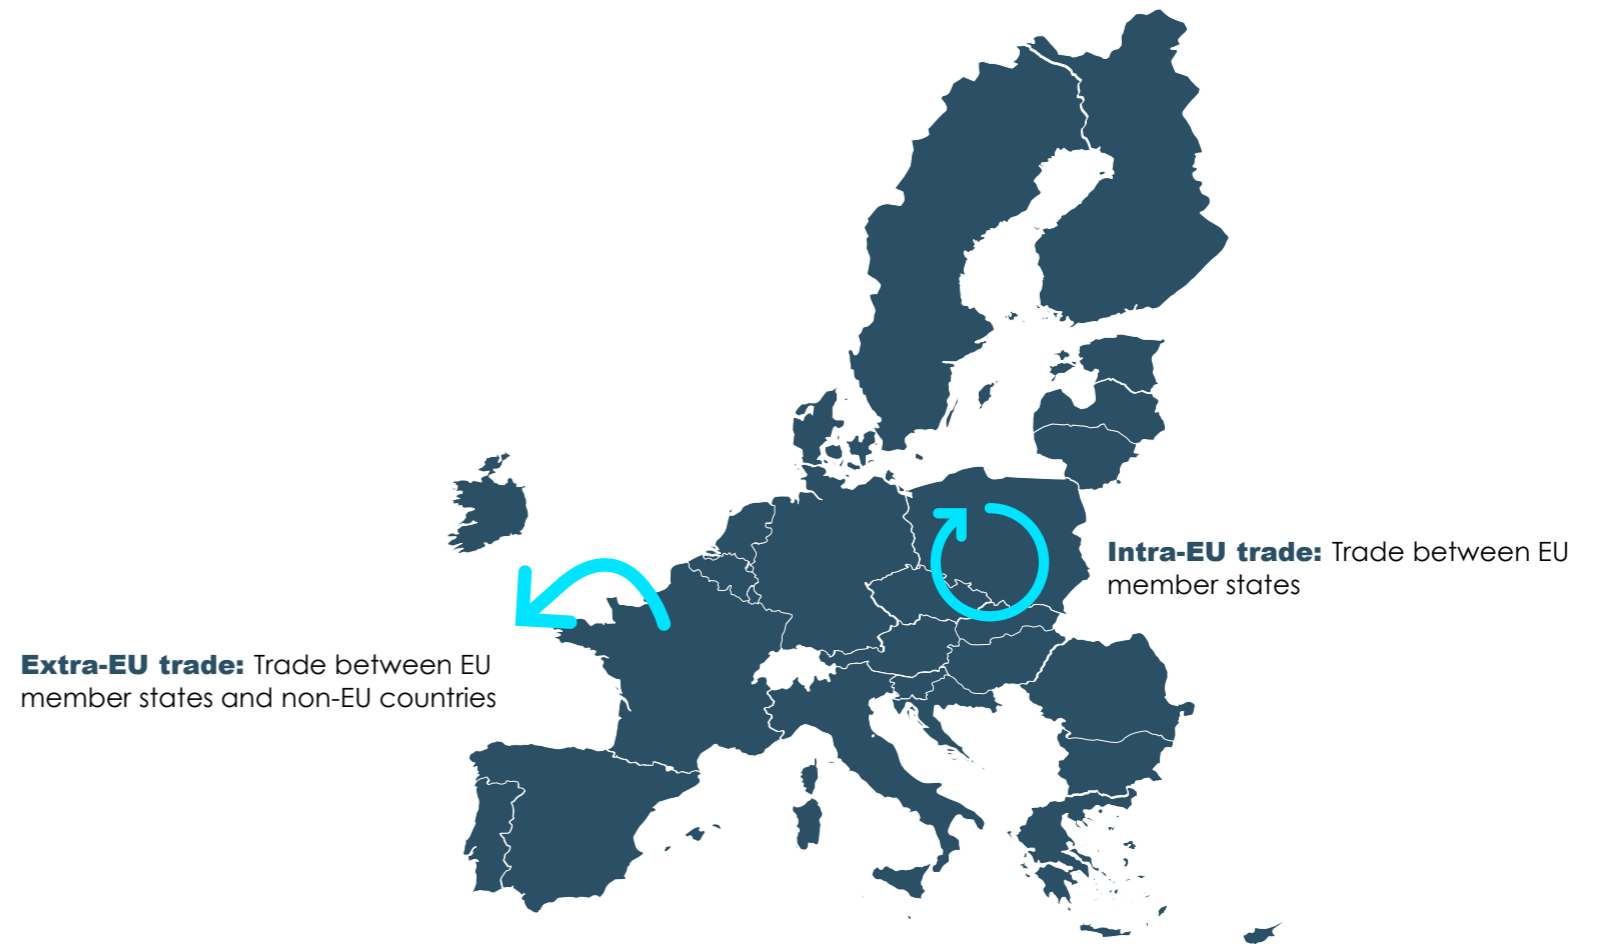 Intra-EU trade: Trade between EU
member states
Extra-EU trade: Trade between EU
member states and non-EU countries